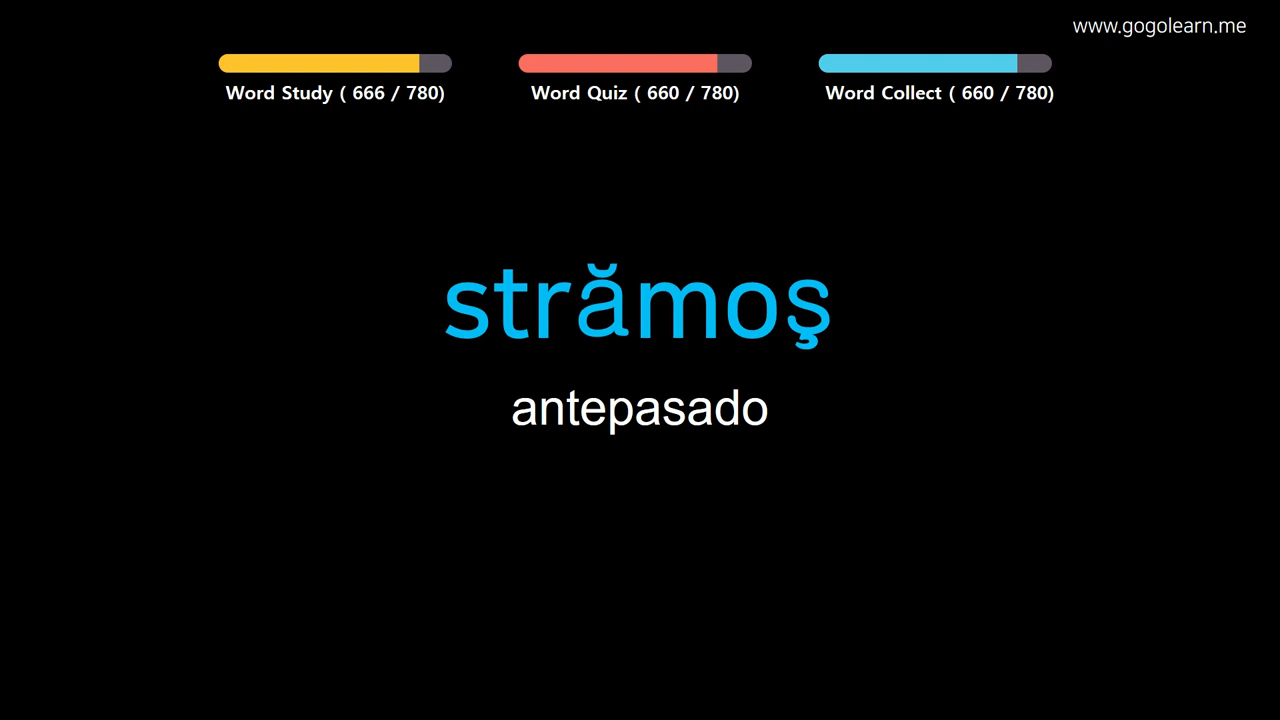 www.gogolearn.me
Word Study ( 666 / 780)
Word Quiz ( 660 / 780)
Word Collect ( 660 / 780)
strămoş
antepasado